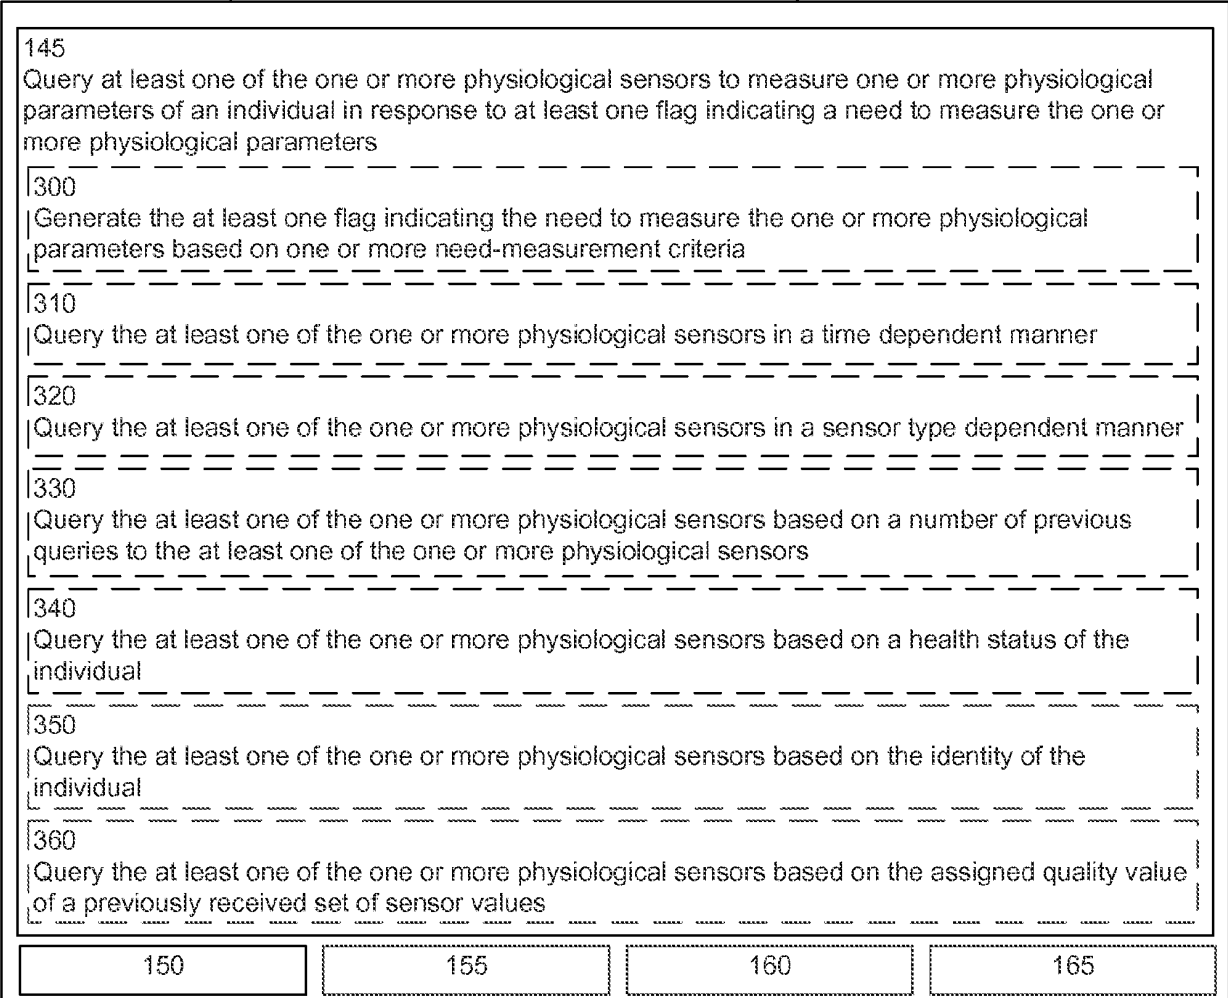 145
Query at least one of the one or more physiological sensors to measure one or more physiological
parameters of an individual in response to at least one flag indicating a need to measure the one or
more physiological parameters
300
Generate the at least one flag indicating the need to measure the one or more physiological
parameters based on one or more need-measurement criteria
310
Query the at least one of the one or more physiological sensors in a time dependent manner
320
Query the at least one of the one or more physiological sensors in a sensor type dependent manner
330
Query the at least one of the one or more physiological sensors based on a number of previous
queries to the at least one of the one or more physiological sensors
340
Query the at least one of the one or more physiological sensors based on a health status of the
individual
350
Query the at least one of the one or more physiological sensors based on the identity of the
individual
360
Query the at least one of the one or more physiological sensors based on the assigned quality value
of a previously received set of sensor values
150 155 160 165